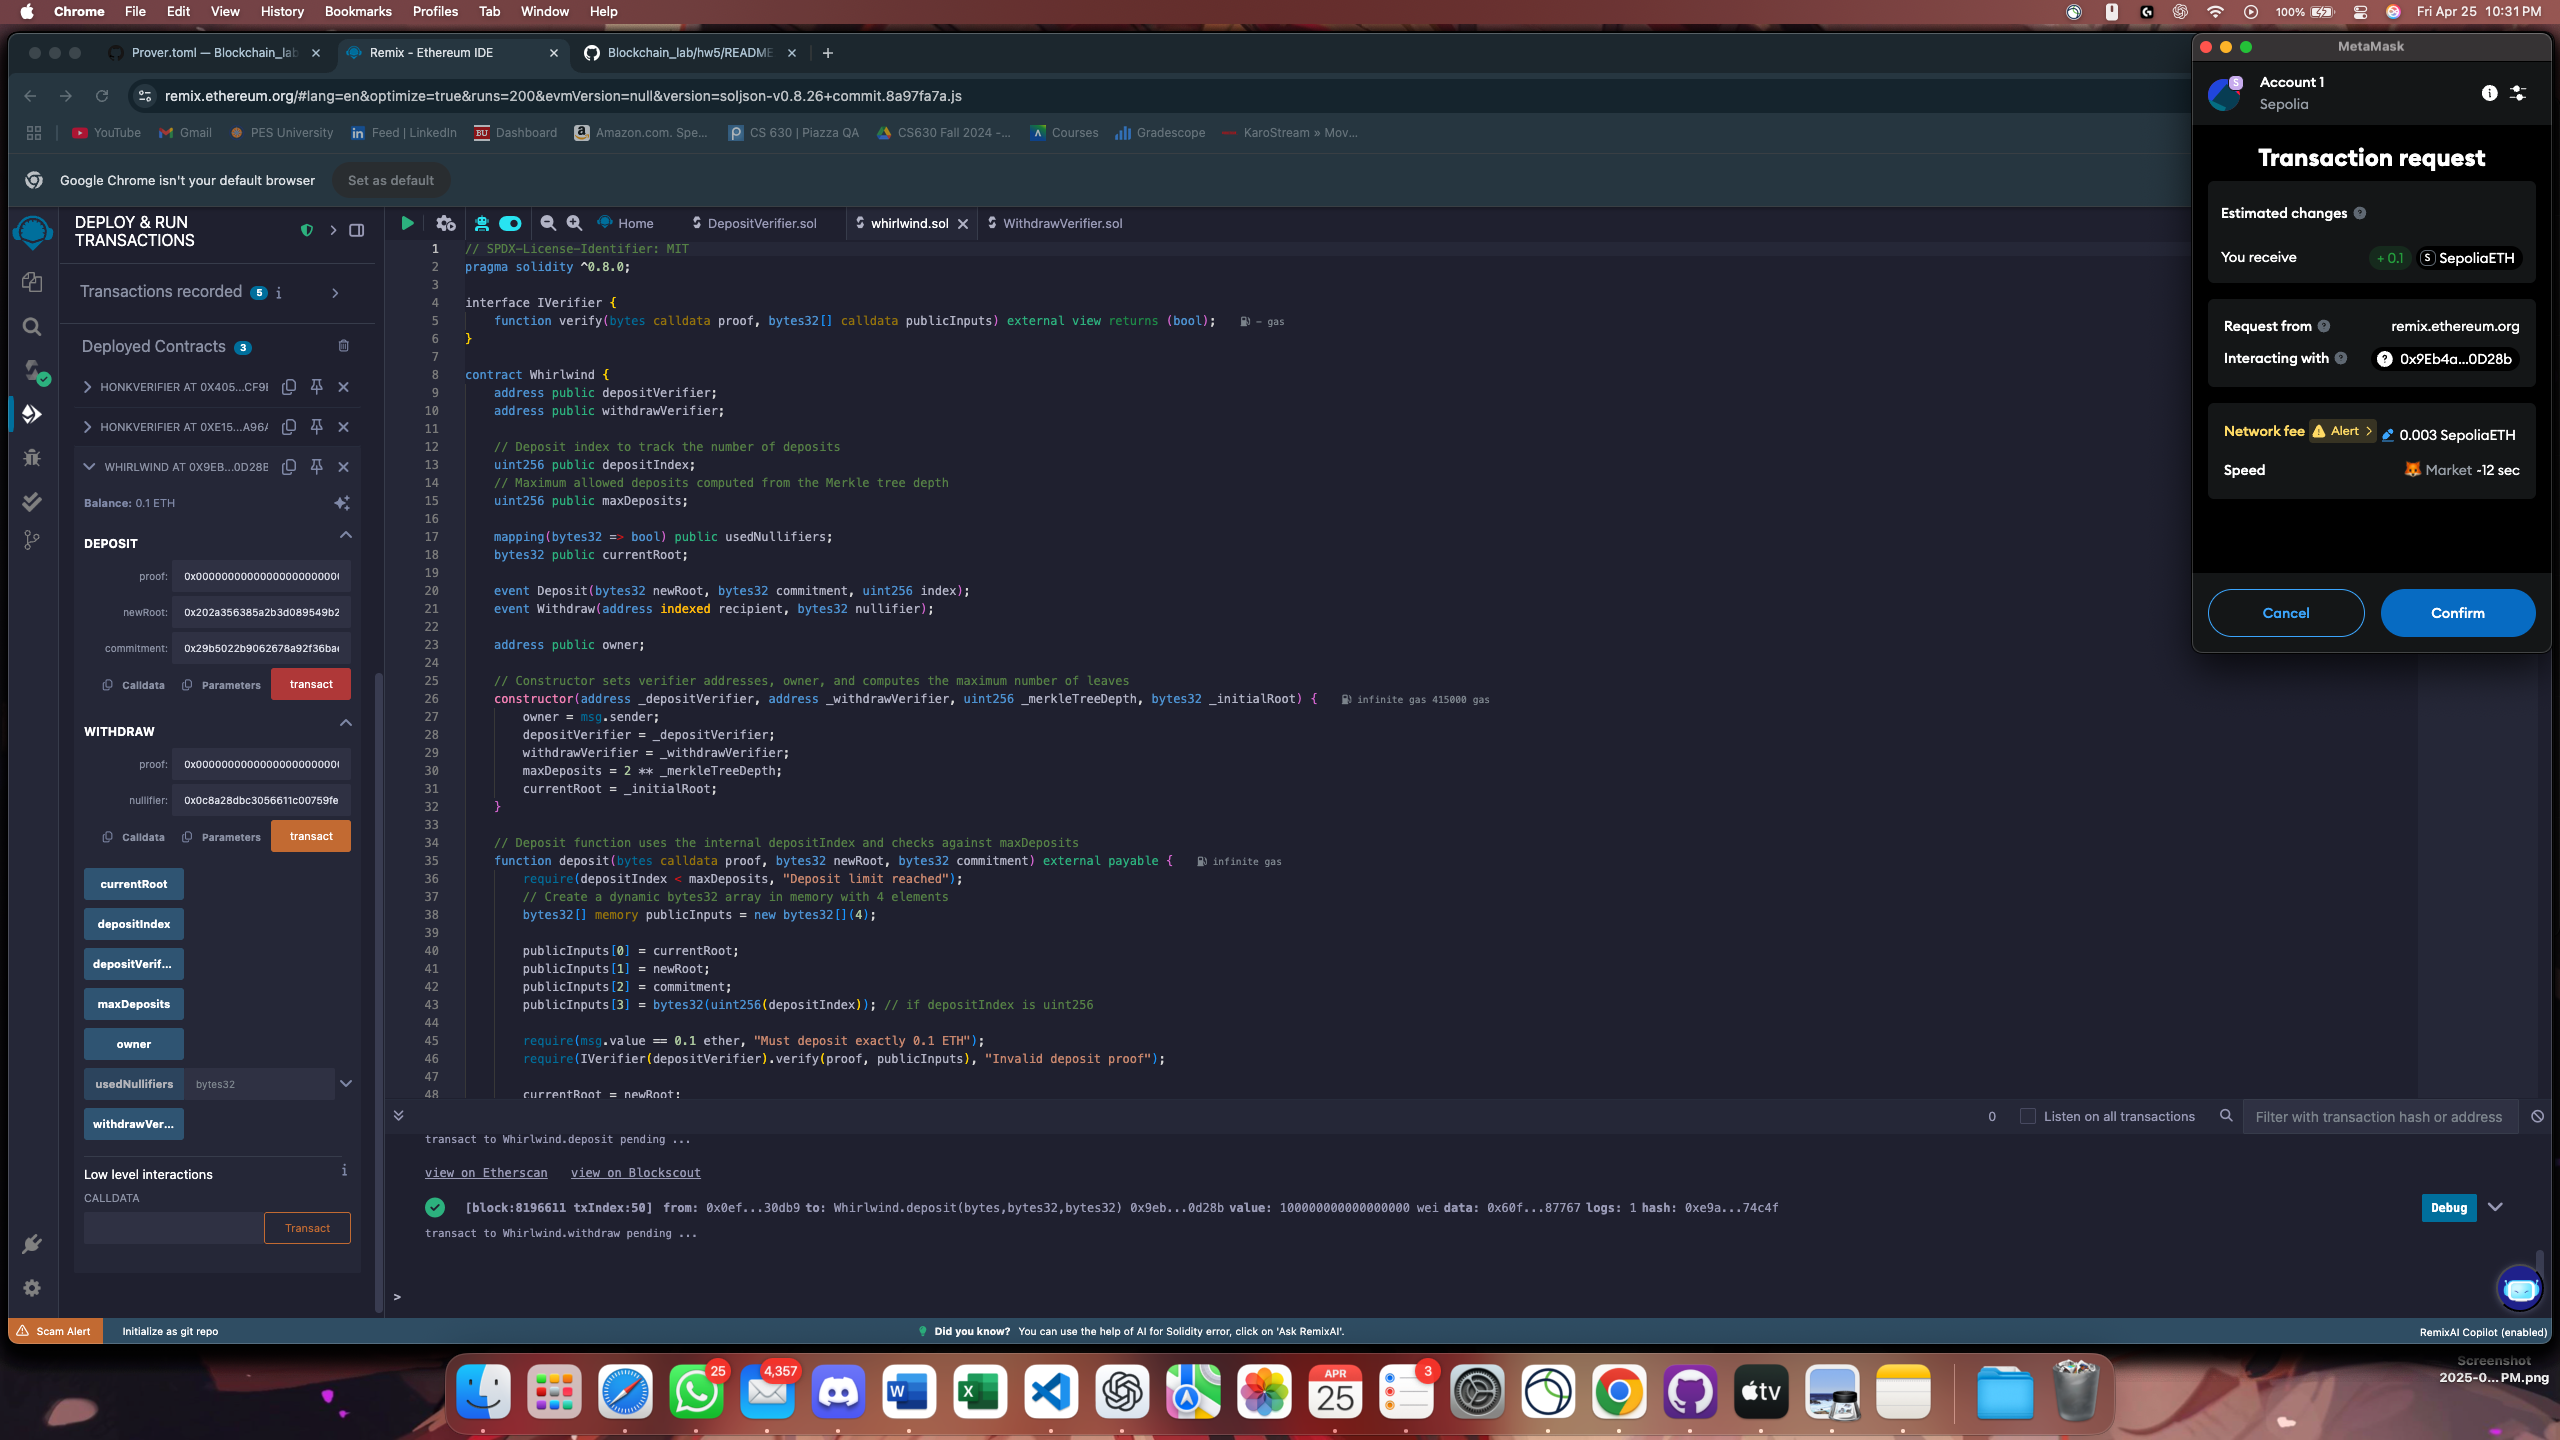 Chrome File Edit View History Bookmarks Profiles Tab Window Help
100% Fri Apr 25 10:31 PM
Prover.toml — Blockchain_lab
Remix - Ethereum IDE
Blockchain_lab/hw5/README
remix.ethereum.org/#lang=en&optimize=true&runs=200&evmVersion=null&version=soljson-v0.8.26+commit.8a97fa7a.js
YouTube Gmail PES University Feed | LinkedIn Dashboard Amazon.com. Spe... CS 630 | Piazza QA CS630 Fall 2024 -... Courses Gradescope KaroStream » Mov...
Google Chrome isn't your default browser Set as default
DEPLOY & RUN
TRANSACTIONS
Transactions recorded 5 i
Deployed Contracts 3
HONKVERIFIER AT 0X405...CF9E
HONKVERIFIER AT 0XE15...A96A
WHIRLWIND AT 0X9EB...0D28B
Balance: 0.1 ETH
DEPOSIT
proof: 0x00000000000000000000000
newRoot: 0x202a356385a2b3d089549b2
commitment: 0x29b5022b9062678a92f36bae
Calldata Parameters transact
WITHDRAW
proof: 0x00000000000000000000000
nullifier: 0x0c8a28dbc3056611c00759fe
Calldata Parameters transact
currentRoot
depositIndex
depositVerif...
maxDeposits
owner
usedNullifiers bytes32
withdrawVer...
Low level interactions i
CALLDATA
Transact
Home DepositVerifier.sol whirlwind.sol WithdrawVerifier.sol
1 // SPDX-License-Identifier: MIT
2 pragma solidity ^0.8.0;
3
4 interface IVerifier {
5 function verify(bytes calldata proof, bytes32[] calldata publicInputs) external view returns (bool); - gas
6 }
7
8 contract Whirlwind {
9 address public depositVerifier;
10 address public withdrawVerifier;
11
12 // Deposit index to track the number of deposits
13 uint256 public depositIndex;
14 // Maximum allowed deposits computed from the Merkle tree depth
15 uint256 public maxDeposits;
16
17 mapping(bytes32 => bool) public usedNullifiers;
18 bytes32 public currentRoot;
19
20 event Deposit(bytes32 newRoot, bytes32 commitment, uint256 index);
21 event Withdraw(address indexed recipient, bytes32 nullifier);
22
23 address public owner;
24
25 // Constructor sets verifier addresses, owner, and computes the maximum number of leaves
26 constructor(address _depositVerifier, address _withdrawVerifier, uint256 _merkleTreeDepth, bytes32 _initialRoot) { infinite gas 415000 gas
27 owner = msg.sender;
28 depositVerifier = _depositVerifier;
29 withdrawVerifier = _withdrawVerifier;
30 maxDeposits = 2 ** _merkleTreeDepth;
31 currentRoot = _initialRoot;
32 }
33
34 // Deposit function uses the internal depositIndex and checks against maxDeposits
35 function deposit(bytes calldata proof, bytes32 newRoot, bytes32 commitment) external payable { infinite gas
36 require(depositIndex < maxDeposits, "Deposit limit reached");
37 // Create a dynamic bytes32 array in memory with 4 elements
38 bytes32[] memory publicInputs = new bytes32[](4);
39
40 publicInputs[0] = currentRoot;
41 publicInputs[1] = newRoot;
42 publicInputs[2] = commitment;
43 publicInputs[3] = bytes32(uint256(depositIndex)); // if depositIndex is uint256
44
45 require(msg.value == 0.1 ether, "Must deposit exactly 0.1 ETH");
46 require(IVerifier(depositVerifier).verify(proof, publicInputs), "Invalid deposit proof");
47
48 currentRoot = newRoot;
0 Listen on all transactions Filter with transaction hash or address
transact to Whirlwind.deposit pending ...
view on Etherscan view on Blockscout
[block:8196611 txIndex:50] from: 0x0ef...30db9 to: Whirlwind.deposit(bytes,bytes32,bytes32) 0x9eb...0d28b value: 100000000000000000 wei data: 0x60f...87767 logs: 1 hash: 0xe9a...74c4f Debug
transact to Whirlwind.withdraw pending ...
>
Scam Alert Initialize as git repo Did you know? You can use the help of AI for Solidity error, click on 'Ask RemixAI'. RemixAI Copilot (enabled)
MetaMask
Account 1
Sepolia
Transaction request
Estimated changes
You receive + 0.1 S SepoliaETH
Request from remix.ethereum.org
Interacting with 0x9Eb4a...0D28b
Network fee Alert 0.003 SepoliaETH
Speed Market ~12 sec
Cancel Confirm
25 4,357 3
APR
25
tv
Screenshot
2025-0...PM.png